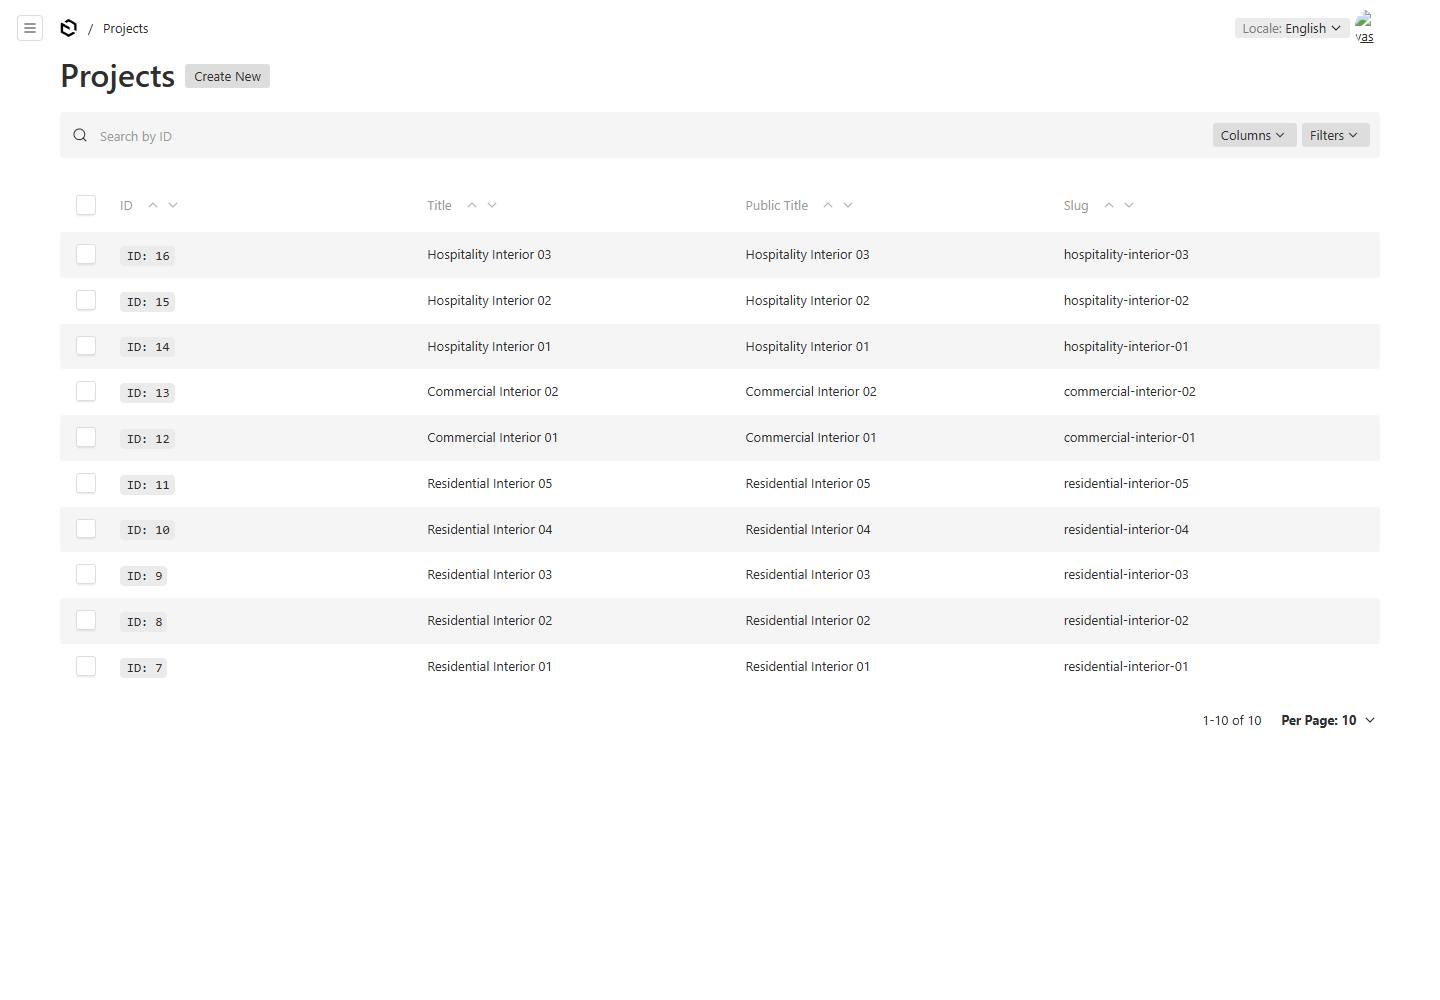 / Projects
Locale: English
vas
Projects Create New
Search by ID
Columns Filters
ID Title Public Title Slug
ID: 16 Hospitality Interior 03 Hospitality Interior 03 hospitality-interior-03
ID: 15 Hospitality Interior 02 Hospitality Interior 02 hospitality-interior-02
ID: 14 Hospitality Interior 01 Hospitality Interior 01 hospitality-interior-01
ID: 13 Commercial Interior 02 Commercial Interior 02 commercial-interior-02
ID: 12 Commercial Interior 01 Commercial Interior 01 commercial-interior-01
ID: 11 Residential Interior 05 Residential Interior 05 residential-interior-05
ID: 10 Residential Interior 04 Residential Interior 04 residential-interior-04
ID: 9 Residential Interior 03 Residential Interior 03 residential-interior-03
ID: 8 Residential Interior 02 Residential Interior 02 residential-interior-02
ID: 7 Residential Interior 01 Residential Interior 01 residential-interior-01
1-10 of 10 Per Page: 10